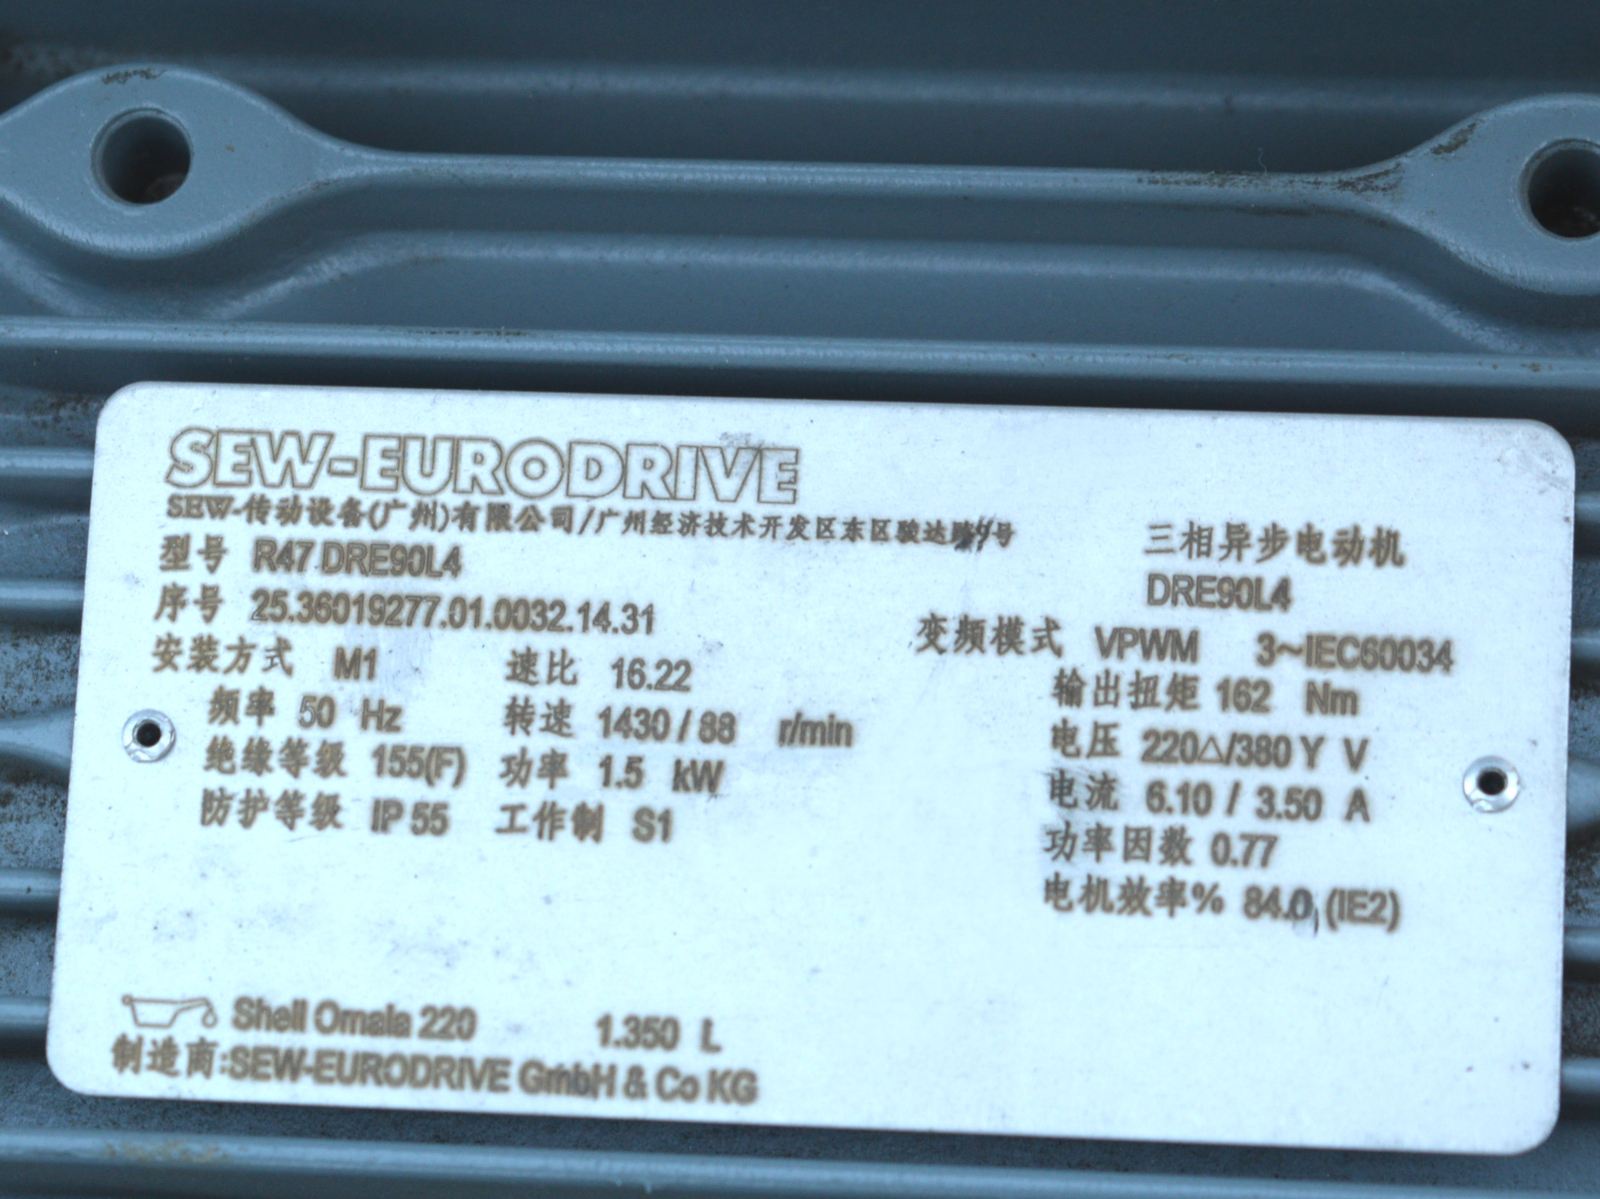 SEW-EURODRIVE
SEW-传动设备(广州)有限公司/广州经济技术开发区东区骏达路9号
三相异步电动机
型号 R47 DRE90L4
DRE90L4
序号 25.36019277.01.0032.14.31
变频模式 VPWM 3~IEC60034
安装方式 M1 速比 16.22
输出扭矩 162 Nm
频率 50 Hz 转速 1430 / 88 r/min
电压 220△/380 Y V
绝缘等级 155(F) 功率 1.5 kW
电流 6.10 / 3.50 A
防护等级 IP 55 工作制 S1
功率因数 0.77
电机效率% 84.0 (IE2)
Shell Omala 220 1.350 L
制造商:SEW-EURODRIVE GmbH & Co KG